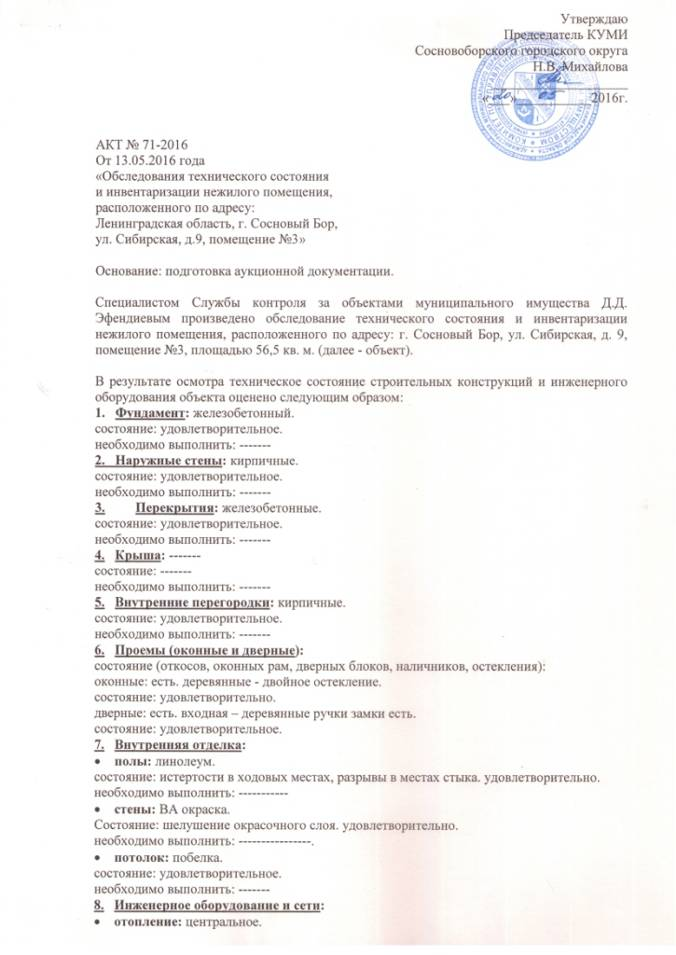 Утверждаю
Председатель КУМИ
Сосновоборского городского округа
Н.В. Михайлова
«20» 05 2016г.
АКТ № 71-2016
От 13.05.2016 года
«Обследования технического состояния
и инвентаризации нежилого помещения,
расположенного по адресу:
Ленинградская область, г. Сосновый Бор,
ул. Сибирская, д.9, помещение №3»
Основание: подготовка аукционной документации.
Специалистом Службы контроля за объектами муниципального имущества Д.Д.
Эфендиевым произведено обследование технического состояния и инвентаризации
нежилого помещения, расположенного по адресу: г. Сосновый Бор, ул. Сибирская, д. 9,
помещение №3, площадью 56,5 кв. м. (далее - объект).
В результате осмотра техническое состояние строительных конструкций и инженерного
оборудования объекта оценено следующим образом:
1. Фундамент: железобетонный.
состояние: удовлетворительное.
необходимо выполнить: -------
2. Наружные стены: кирпичные.
состояние: удовлетворительное.
необходимо выполнить: -------
3. Перекрытия: железобетонные.
состояние: удовлетворительное.
необходимо выполнить: -------
4. Крыша: -------
состояние: -------
необходимо выполнить: -------
5. Внутренние перегородки: кирпичные.
состояние: удовлетворительное.
необходимо выполнить: -------
6. Проемы (оконные и дверные):
состояние (откосов, оконных рам, дверных блоков, наличников, остекления):
оконные: есть. деревянные - двойное остекление.
состояние: удовлетворительно.
дверные: есть. входная – деревянные ручки замки есть.
состояние: удовлетворительное.
7. Внутренняя отделка:
• полы: линолеум.
состояние: истертости в ходовых местах, разрывы в местах стыка. удовлетворительно.
необходимо выполнить: -----------
• стены: ВА окраска.
Состояние: шелушение окрасочного слоя. удовлетворительно.
необходимо выполнить: ----------------.
• потолок: побелка.
состояние: удовлетворительное.
необходимо выполнить: -------
8. Инженерное оборудование и сети:
• отопление: центральное.